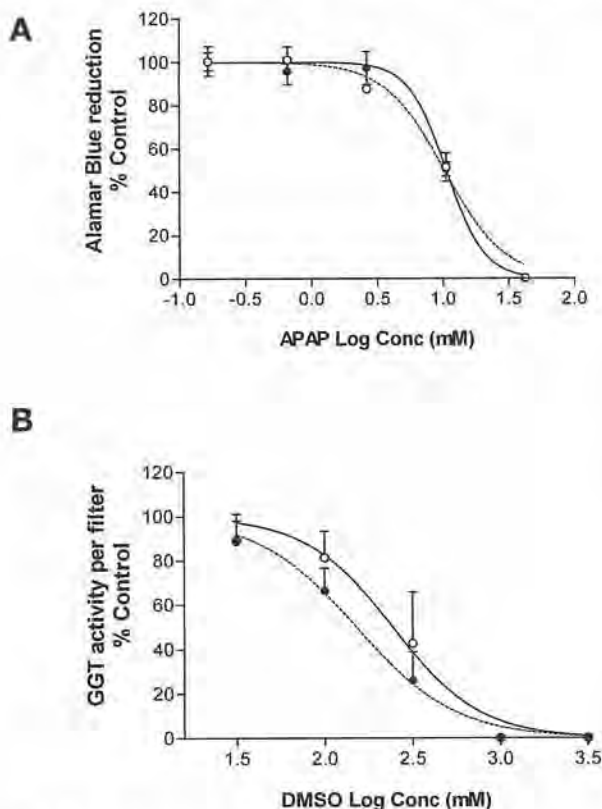 A
Alamar Blue reduction
% Control
120
100
80
60
40
20
0
-1.0 -0.5 0.0 0.5 1.0 1.5 2.0
APAP Log Conc (mM)
B
GGT activity per filter
% Control
120
100
80
60
40
20
0
1.5 2.0 2.5 3.0 3.5
DMSO Log Conc (mM)